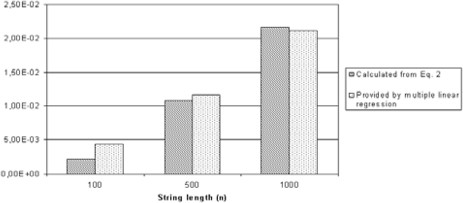 2,50E-02
2,00E-02
1,50E-02
1,00E-02
5,00E-03
0,00E+00
100 500 1000
String length (n)
Calculated from Eq. 2
Provided by multiple linear
regression